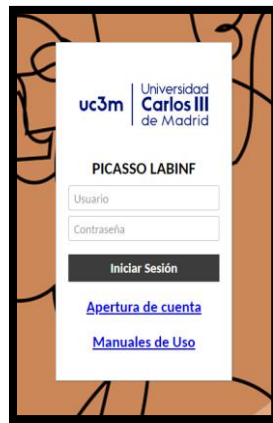 uc3m
Universidad
Carlos III
de Madrid
PICASSO LABINF
Usuario
Contraseña
Iniciar Sesión
Apertura de cuenta
Manuales de Uso